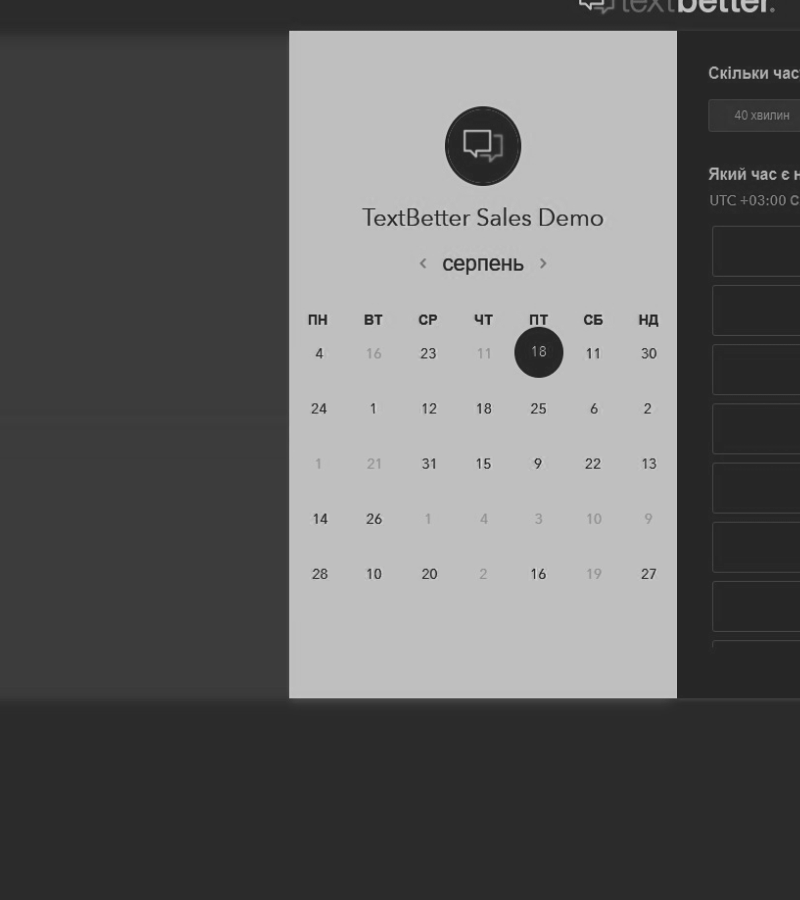 textbetter.
TextBetter Sales Demo
‹ серпень ›
ПН ВТ СР ЧТ ПТ СБ НД
4 16 23 11 18 11 30
24 1 12 18 25 6 2
1 21 31 15 9 22 13
14 26 1 4 3 10 9
28 10 20 2 16 19 27
Скільки час
40 хвилин
Який час є н
UTC +03:00 С